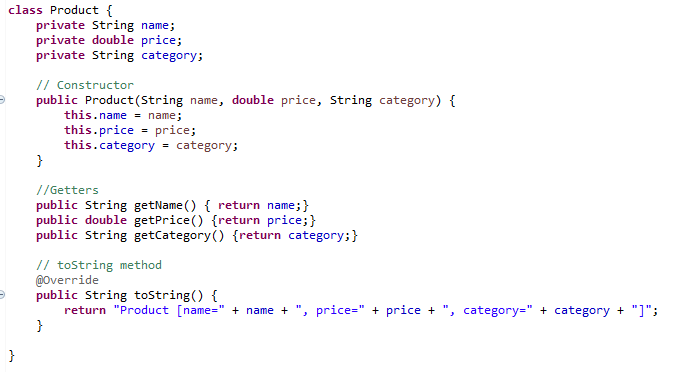 class Product {
    private String name;
    private double price;
    private String category;

    // Constructor
    public Product(String name, double price, String category) {
        this.name = name;
        this.price = price;
        this.category = category;
    }

    //Getters
    public String getName() { return name;}
    public double getPrice() {return price;}
    public String getCategory() {return category;}

    // toString method
    @Override
    public String toString() {
        return "Product [name=" + name + ", price=" + price + ", category=" + category + "]";
    }

}